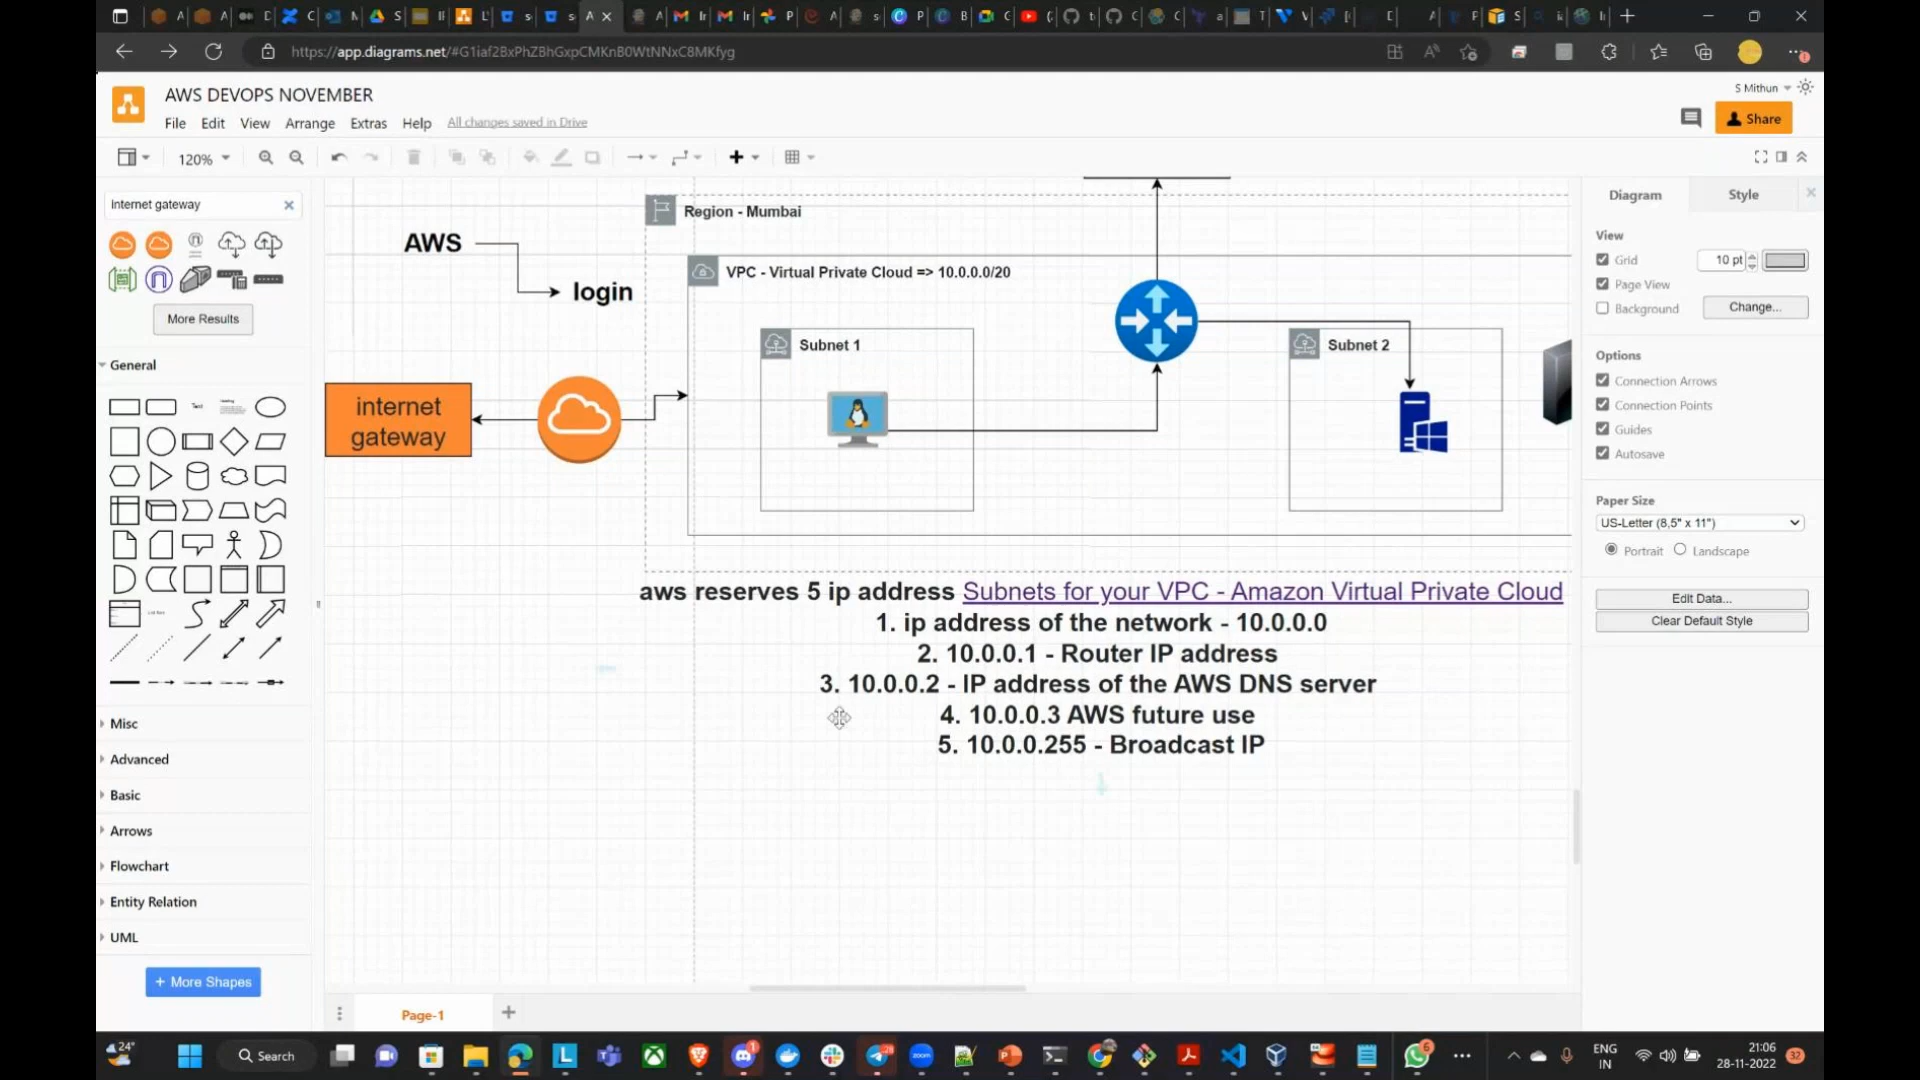 https://app.diagrams.net/#G1iaf2BxPhZBhGxpCMKnB0WtNNxC8MKfyg
AWS DEVOPS NOVEMBER
S Mithun
File Edit View Arrange Extras Help All changes saved in Drive
Share
120%
internet gateway
More Results
General
Text
Heading
Misc
Advanced
Basic
Arrows
Flowchart
Entity Relation
UML
+ More Shapes
AWS
login
internet
gateway
Region - Mumbai
VPC - Virtual Private Cloud => 10.0.0.0/20
Subnet 1
Subnet 2
aws reserves 5 ip address Subnets for your VPC - Amazon Virtual Private Cloud
1. ip address of the network - 10.0.0.0
2. 10.0.0.1 - Router IP address
3. 10.0.0.2 - IP address of the AWS DNS server
4. 10.0.0.3 AWS future use
5. 10.0.0.255 - Broadcast IP
Page-1
Diagram Style
View
Grid 10 pt
Page View
Background Change...
Options
Connection Arrows
Connection Points
Guides
Autosave
Paper Size
US-Letter (8,5" x 11")
Portrait Landscape
Edit Data...
Clear Default Style
24°
Search
zoom
ENG
IN
21:06
28-11-2022
32